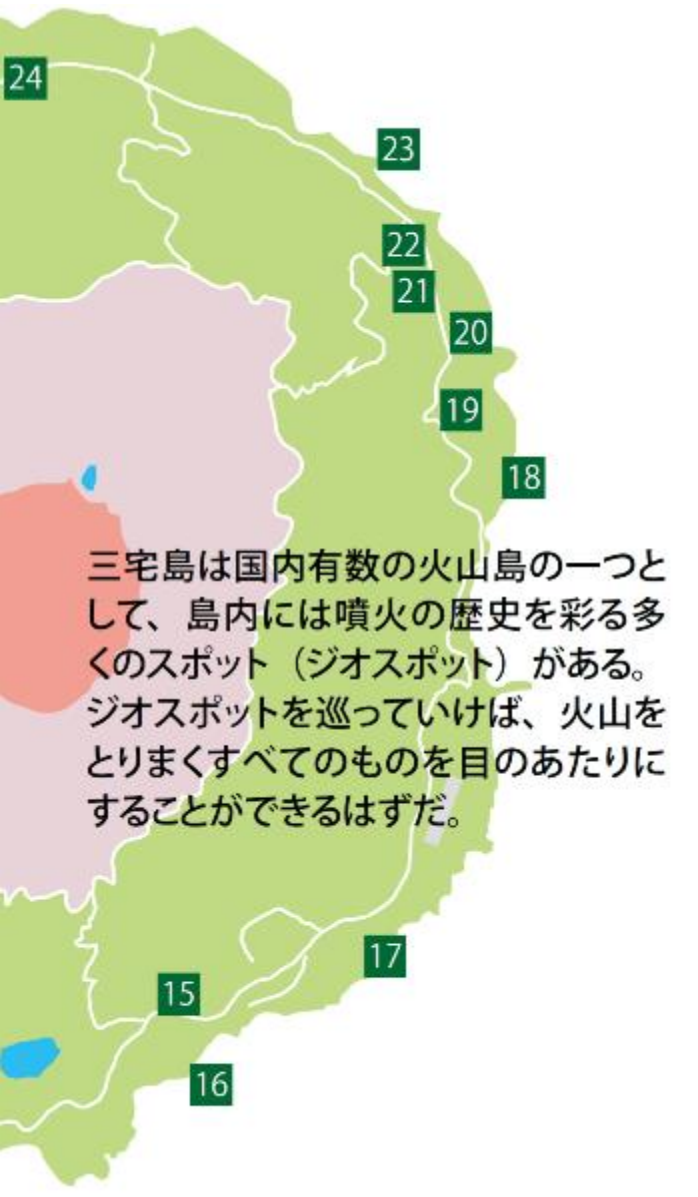 24
23
22
21
20
19
18
三宅島は国内有数の火山島の一つと
して、島内には噴火の歴史を彩る多
くのスポット（ジオスポット）がある。
ジオスポットを巡っていけば、火山を
とりまくすべてのものを目のあたりに
することができるはずだ。
17
15
16